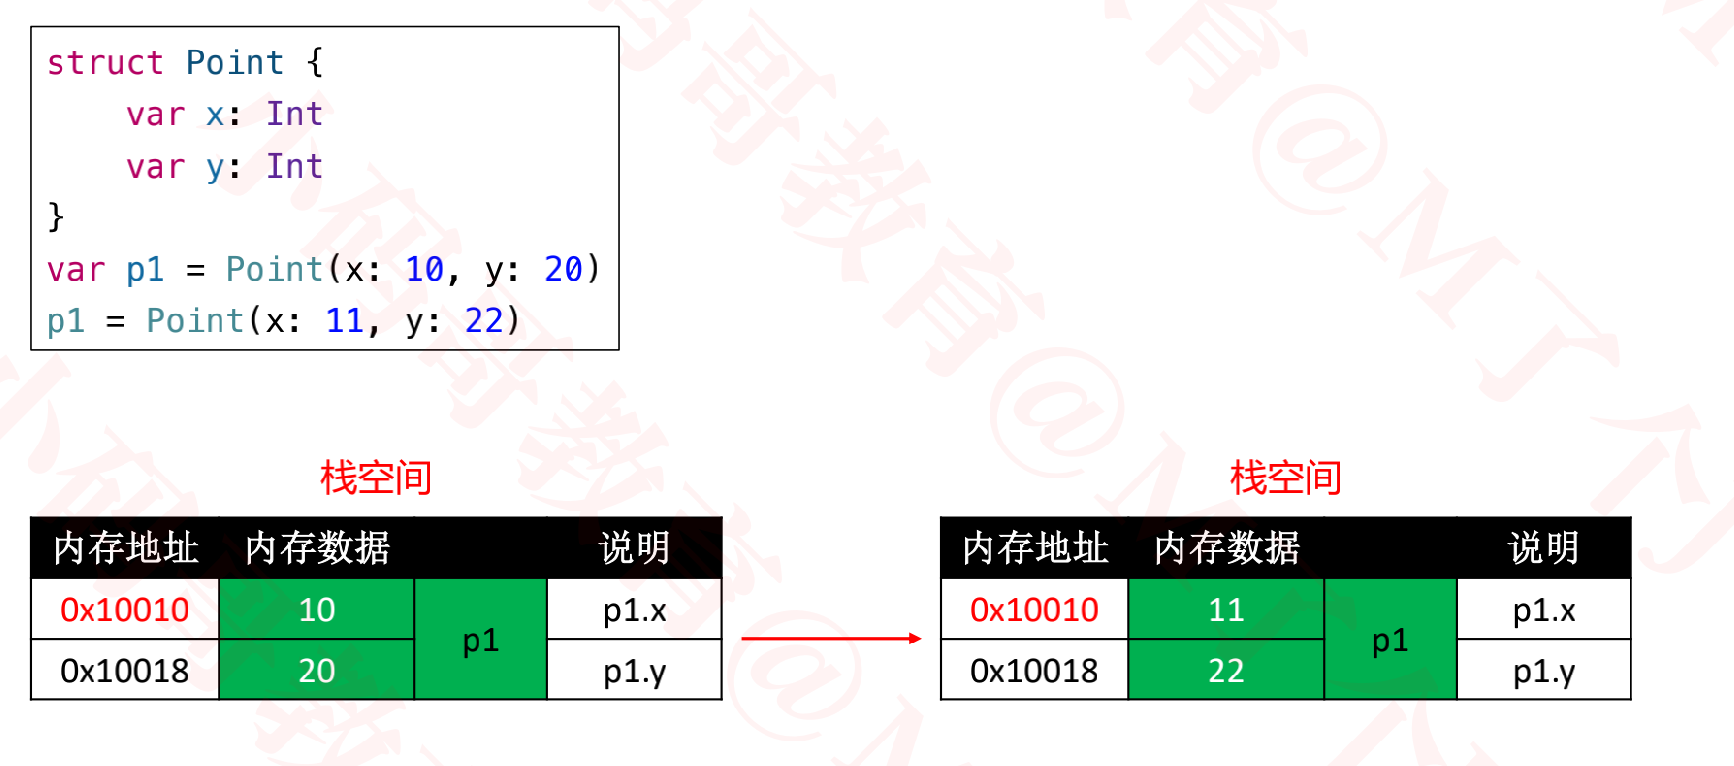 struct Point {
    var x: Int
    var y: Int
}
var p1 = Point(x: 10, y: 20)
p1 = Point(x: 11, y: 22)
栈空间
内存地址 内存数据 说明
0x10010 10 p1 p1.x
0x10018 20 p1.y
栈空间
内存地址 内存数据 说明
0x10010 11 p1 p1.x
0x10018 22 p1.y
小码哥教育@M了个